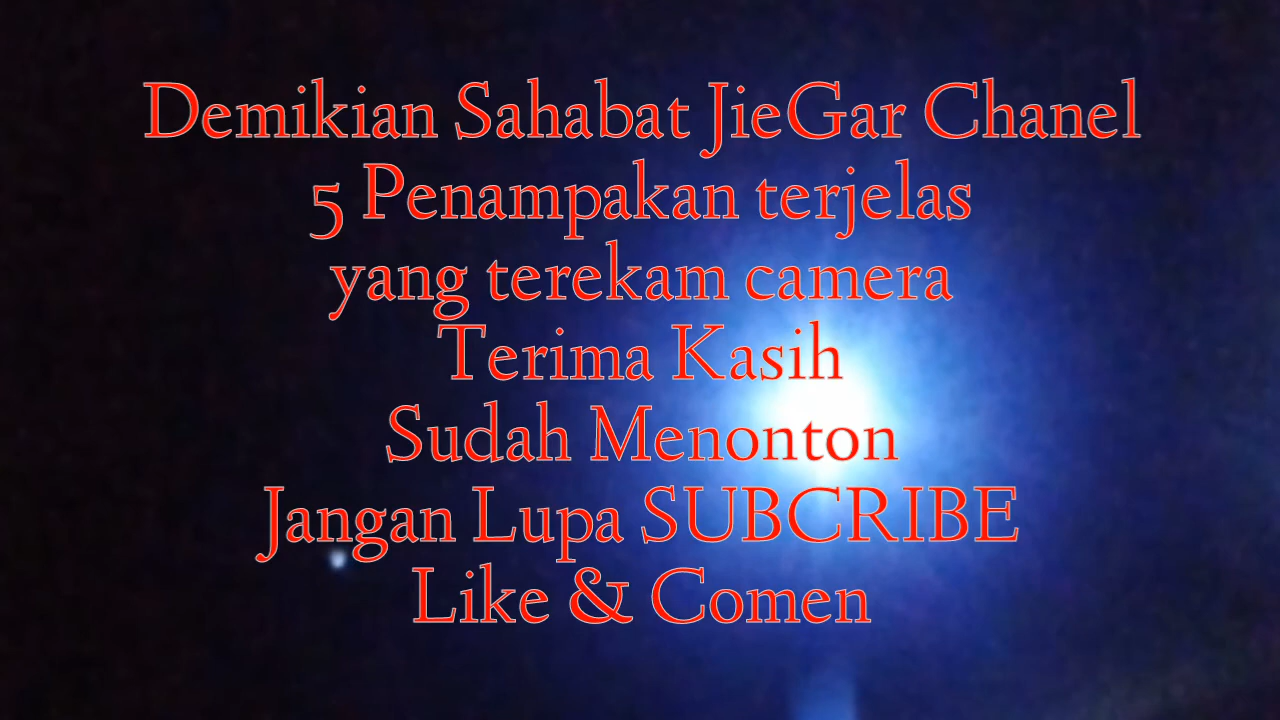 Demikian Sahabat JieGar Chanel
5 Penampakan terjelas
yang terekam camera
Terima Kasih
Sudah Menonton
Jangan Lupa SUBCRIBE
Like & Comen